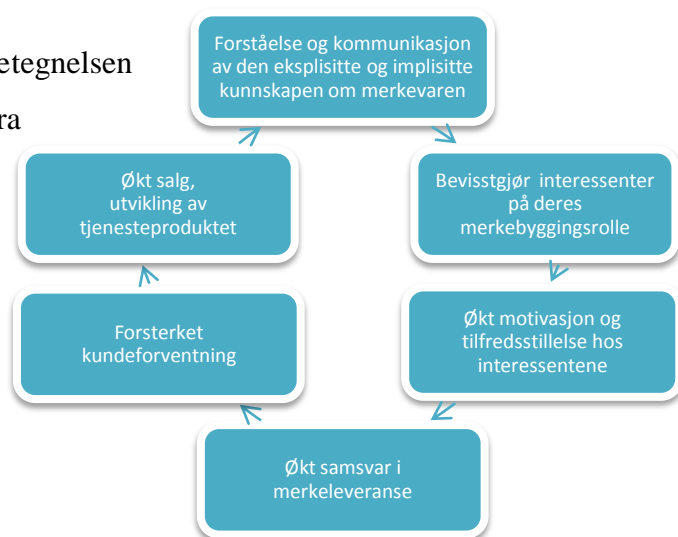 Forståelse og kommunikasjon
av den eksplisitte og implisitte
kunnskapen om merkevaren
Bevisstgjør interessenter
på deres
merkebyggingsrolle
Økt motivasjon og
tilfredsstillelse hos
interessentene
Økt samsvar i
merkeleveranse
Forsterket
kundeforventning
Økt salg,
utvikling av
tjenesteproduktet